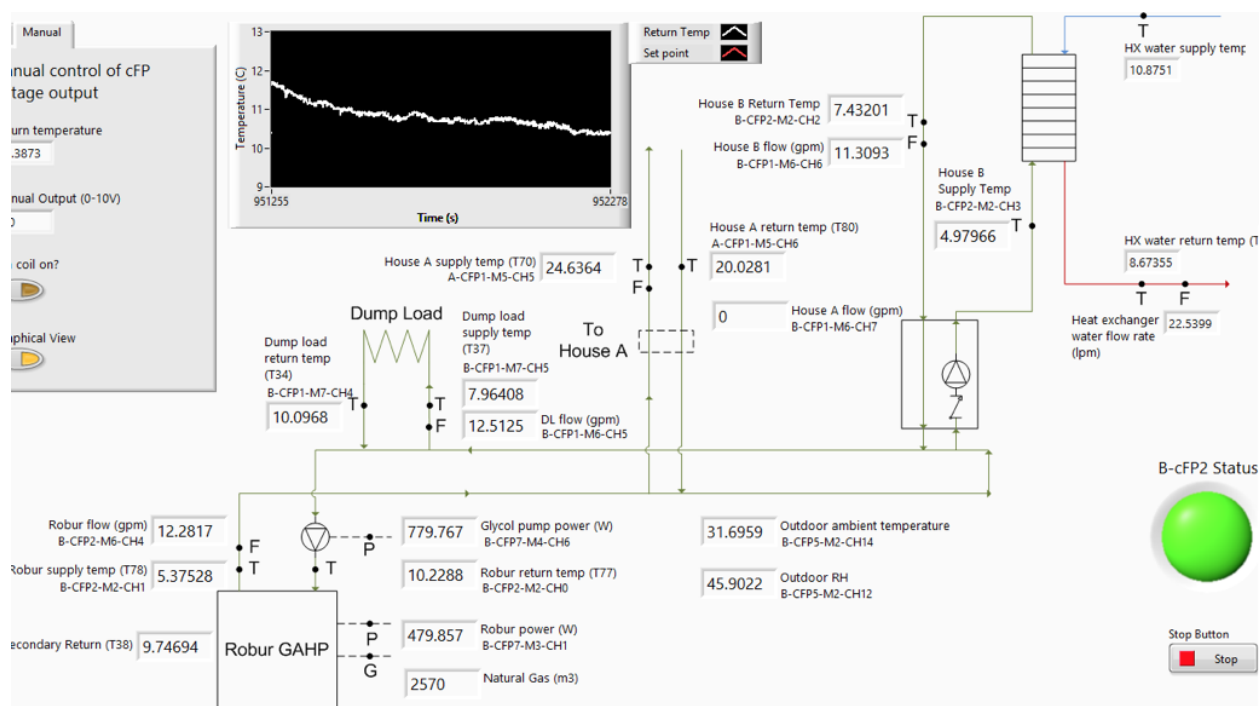 Manual
nual control of cFP
tage output
urn temperature
.3873
nual Output (0-10V)
coil on?
aphical View
Temperature (C)
13
12
11
10
9
951255
952278
Time (s)
Return Temp
Set point
T
HX water supply temp
10.8751
House B Return Temp
B-CFP2-M2-CH2
7.43201
T
House B flow (gpm)
B-CFP1-M6-CH6
11.3093
F
House B
Supply Temp
B-CFP2-M2-CH3
4.97966
T
HX water return temp (T
8.67355
T
F
Heat exchanger
water flow rate
(lpm)
22.5399
House A return temp (T80)
A-CFP1-M5-CH6
20.0281
House A supply temp (T70)
A-CFP1-M5-CH5
24.6364
T
T
F
0
House A flow (gpm)
B-CFP1-M6-CH7
To
House A
Dump Load
Dump load
supply temp
(T37)
B-CFP1-M7-CH5
7.96408
Dump load
return temp
(T34)
B-CFP1-M7-CH4
10.0968
T
T
F
12.5125
DL flow (gpm)
B-CFP1-M6-CH5
B-cFP2 Status
Robur flow (gpm)
B-CFP2-M6-CH4
12.2817
F
Robur supply temp (T78)
B-CFP2-M2-CH1
5.37528
T
T
P
779.767
Glycol pump power (W)
B-CFP7-M4-CH6
10.2288
Robur return temp (T77)
B-CFP2-M2-CH0
31.6959
Outdoor ambient temperature
B-CFP5-M2-CH14
45.9022
Outdoor RH
B-CFP5-M2-CH12
econdary Return (T38)
9.74694
Robur GAHP
P
G
479.857
Robur power (W)
B-CFP7-M3-CH1
2570
Natural Gas (m3)
Stop Button
Stop